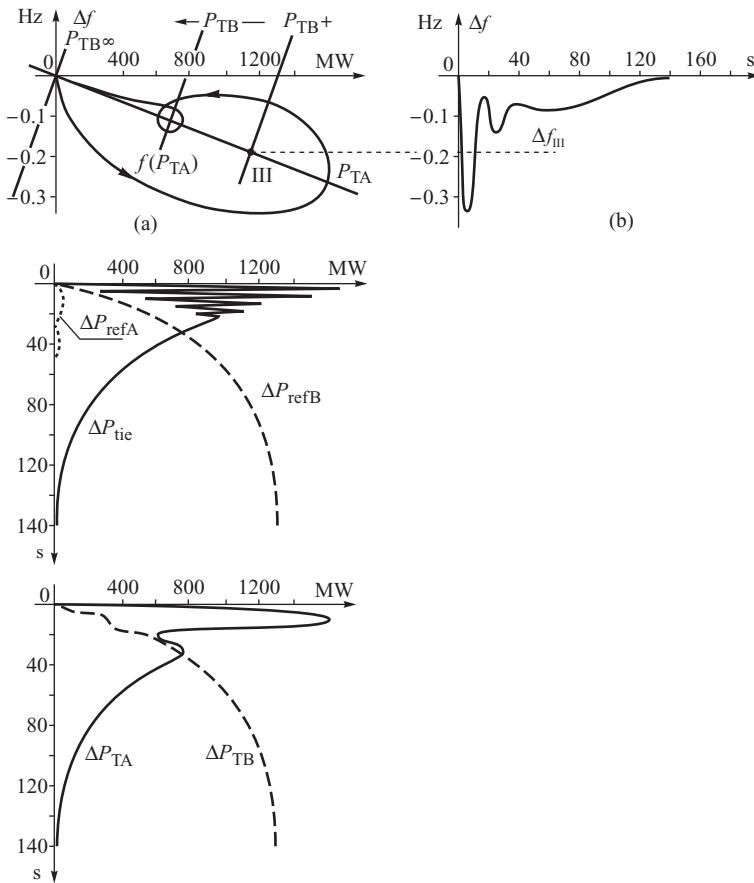 Hz
Δf
P_TB∞
P_TB
P_TB+
0
400
800
1200
MW
−0.1
−0.2
−0.3
f(P_TA)
III
P_TA
(a)
Hz
Δf
0
40
80
120
160
s
−0.1
−0.2
−0.3
Δf_III
(b)
0
400
800
1200
MW
ΔP_refA
40
ΔP_refB
80
ΔP_tie
120
140
s
0
400
800
1200
MW
40
80
ΔP_TA
ΔP_TB
120
140
s